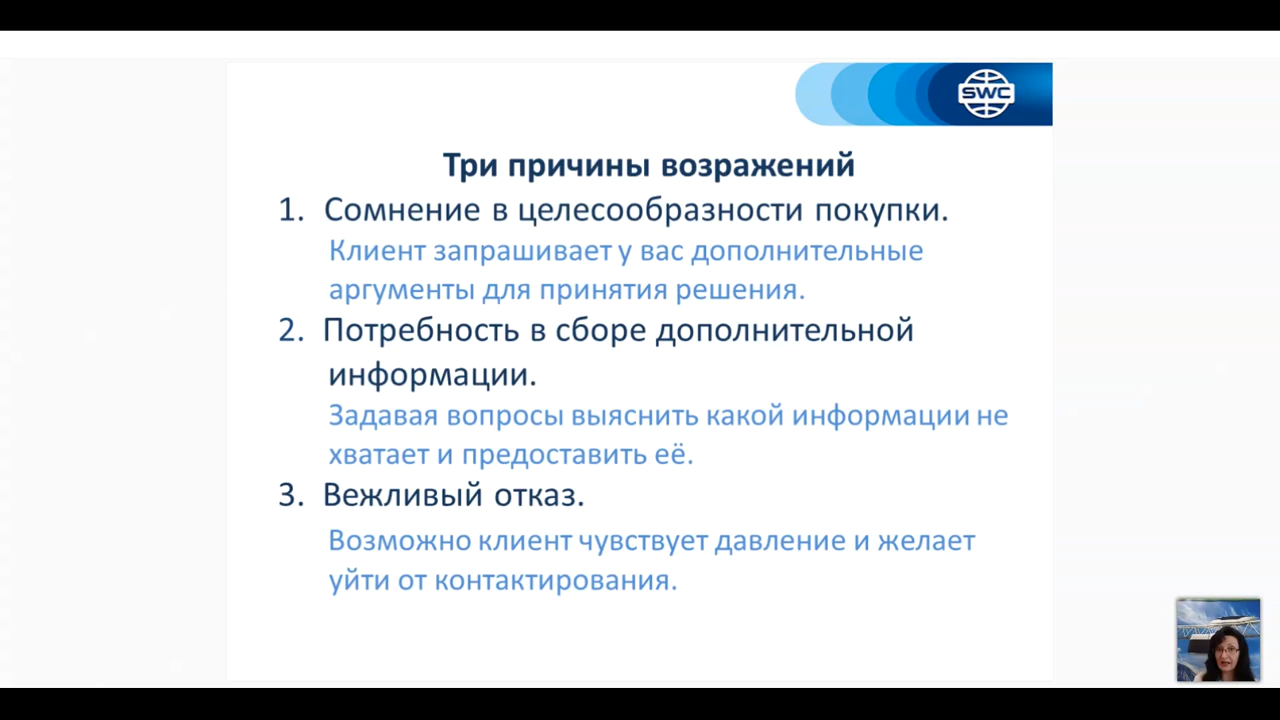 SWC
Три причины возражений
1. Сомнение в целесообразности покупки.
Клиент запрашивает у вас дополнительные
аргументы для принятия решения.
2. Потребность в сборе дополнительной
информации.
Задавая вопросы выяснить какой информации не
хватает и предоставить её.
3. Вежливый отказ.
Возможно клиент чувствует давление и желает
уйти от контактирования.